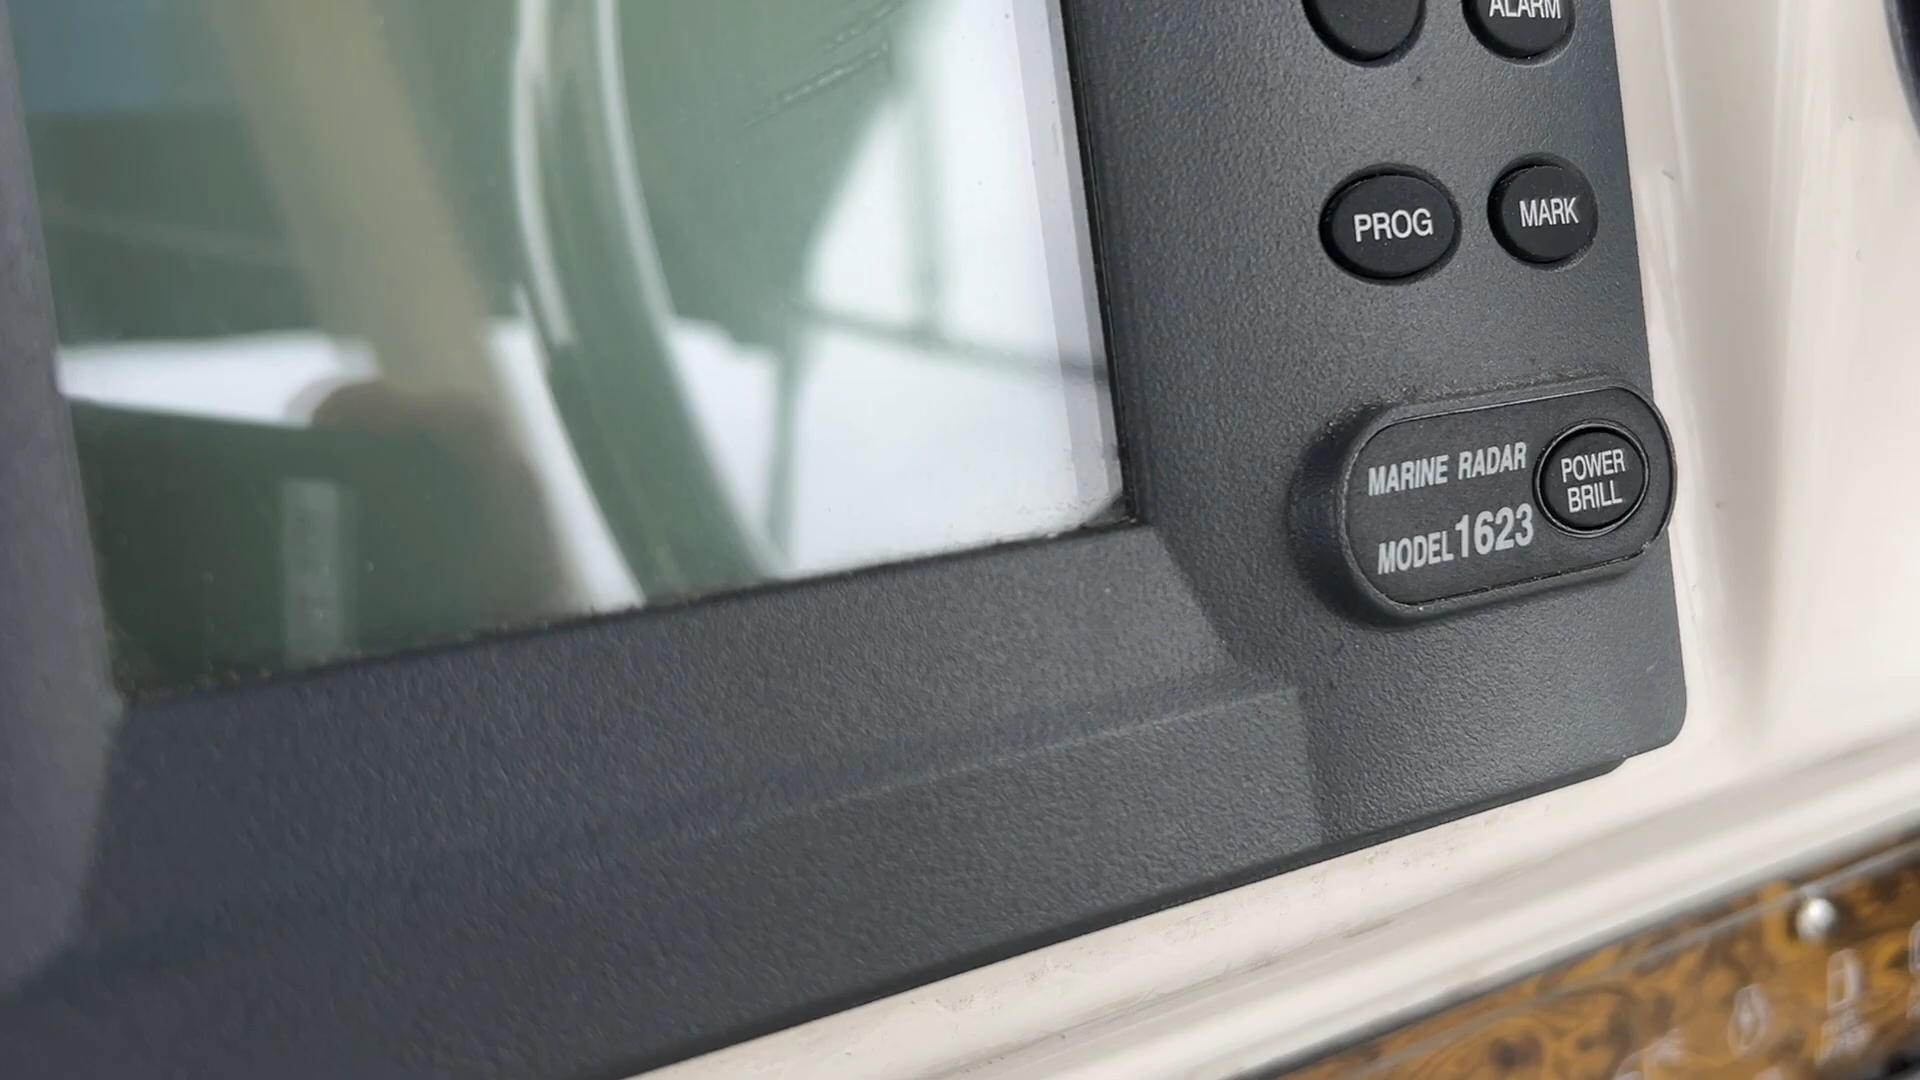 ALARM
PROG
MARK
MARINE RADAR
MODEL 1623
POWER
BRILL